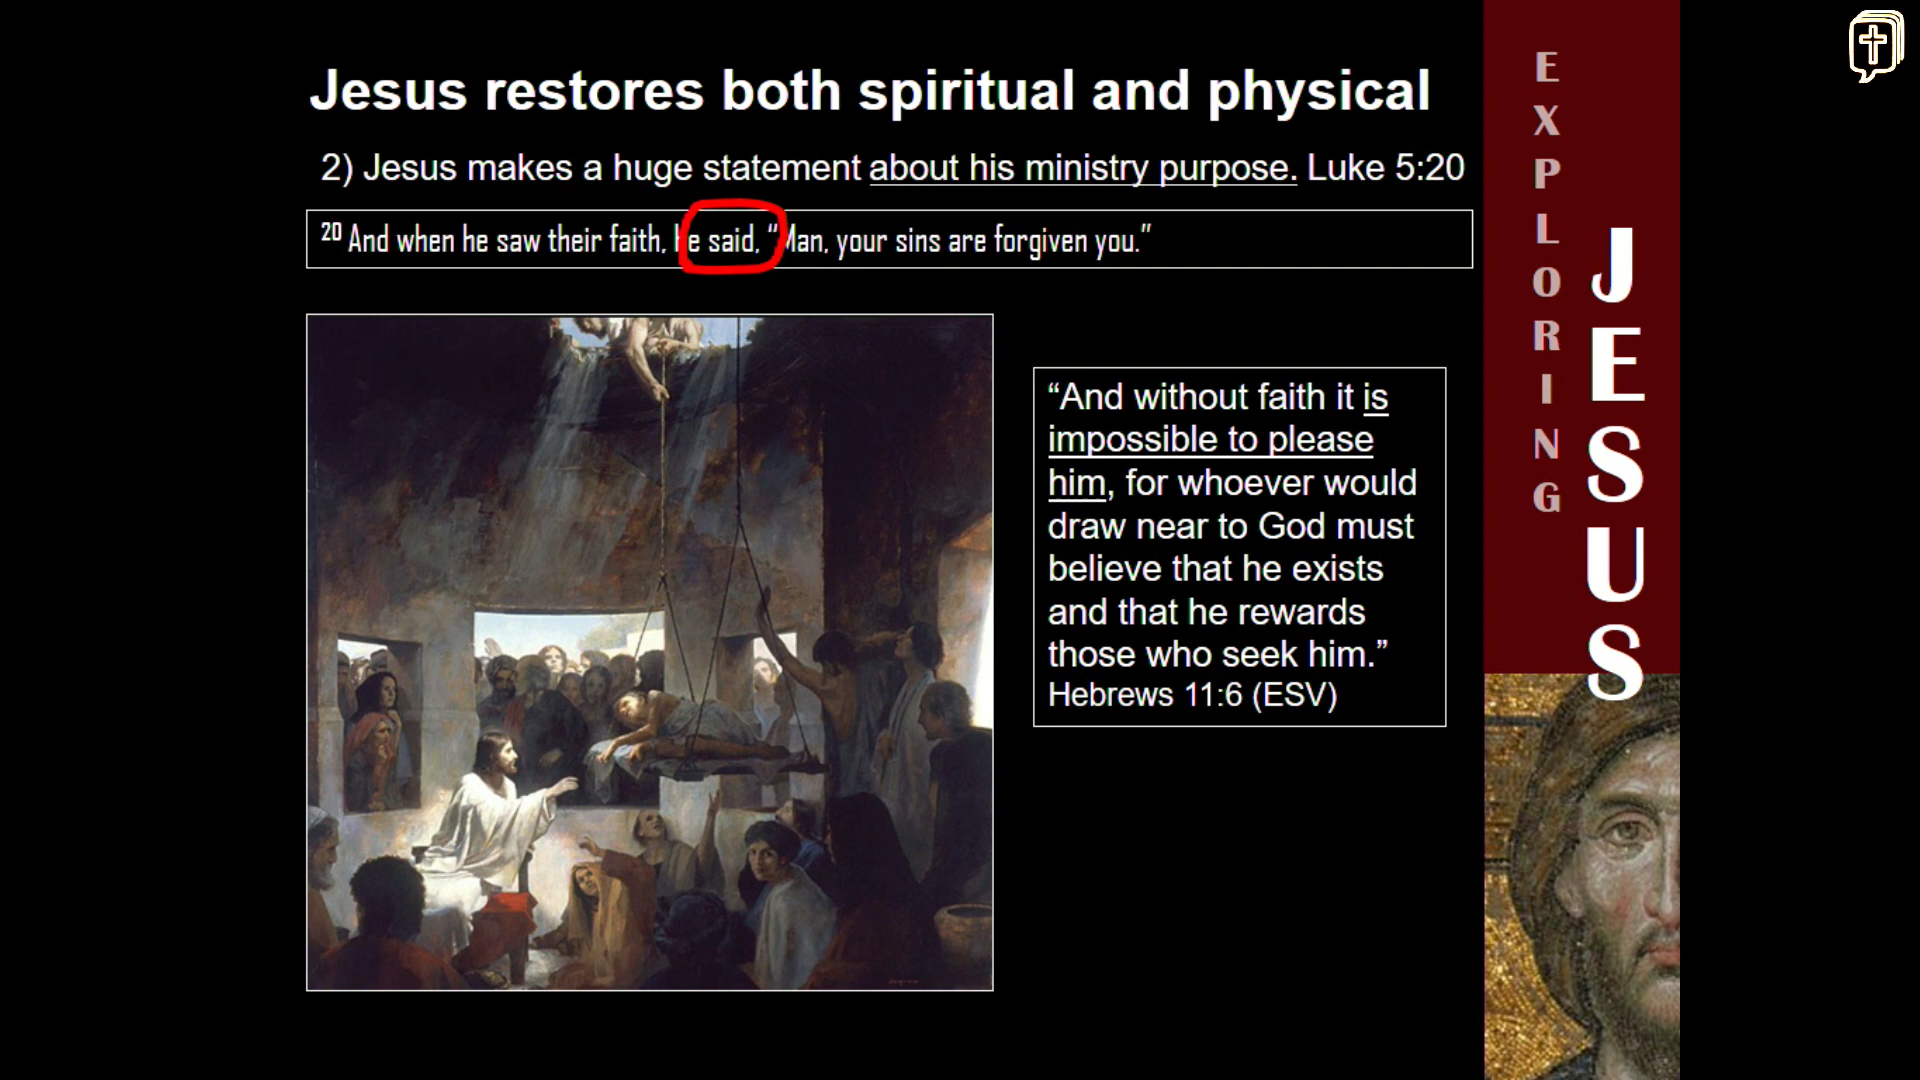 Jesus restores both spiritual and physical
2) Jesus makes a huge statement about his ministry purpose. Luke 5:20
20 And when he saw their faith, he said, “Man, your sins are forgiven you.”
“And without faith it is
impossible to please
him, for whoever would
draw near to God must
believe that he exists
and that he rewards
those who seek him.”
Hebrews 11:6 (ESV)
EXPLORING
JESUS